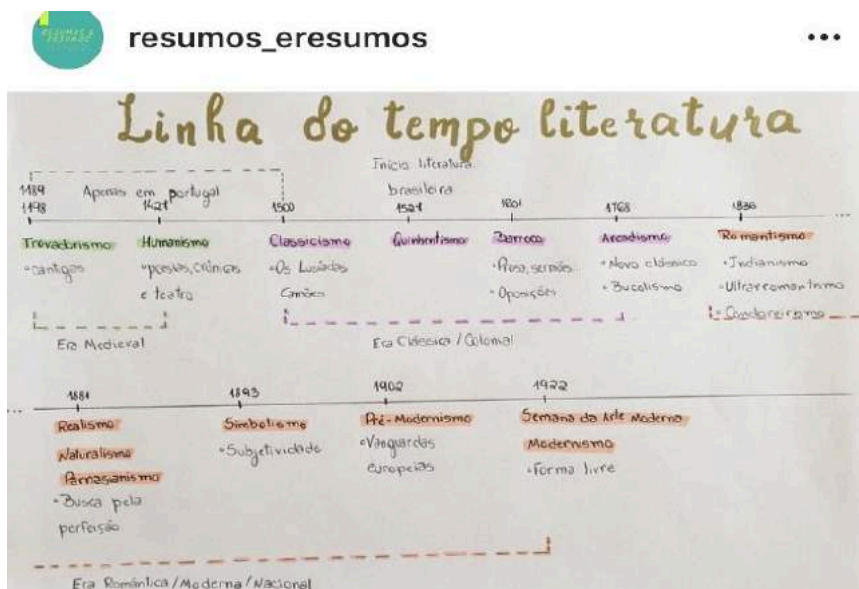 resumos_eresumos
Linha do tempo literatura
Início literatura
brasileira
Apenas em portugal
1189
1198
1500
1601
1768
1836
Trovadorismo
Humanismo
Classicismo
Quinhentismo
Barroco
Arcadismo
Romantismo
•cantigas
•poesias, crônicas
e teatro
•Os Lusíadas
Camões
•Prosa, sermões
•Oposições
•Novo clássico
•Bucolismo
•Indianismo
•Ultrarromantismo
•Condoreirismo
Era Medieval
Era Clássica / Colonial
1881
1893
1902
1922
Realismo
Naturalismo
Parnasianismo
•Busca pela
perfeição
Simbolismo
•Subjetividade
Pré-Modernismo
•Vanguardas
europeias
Semana da Arte Moderna
Modernismo
•Forma livre
Era Romântica / Moderna / Nacional